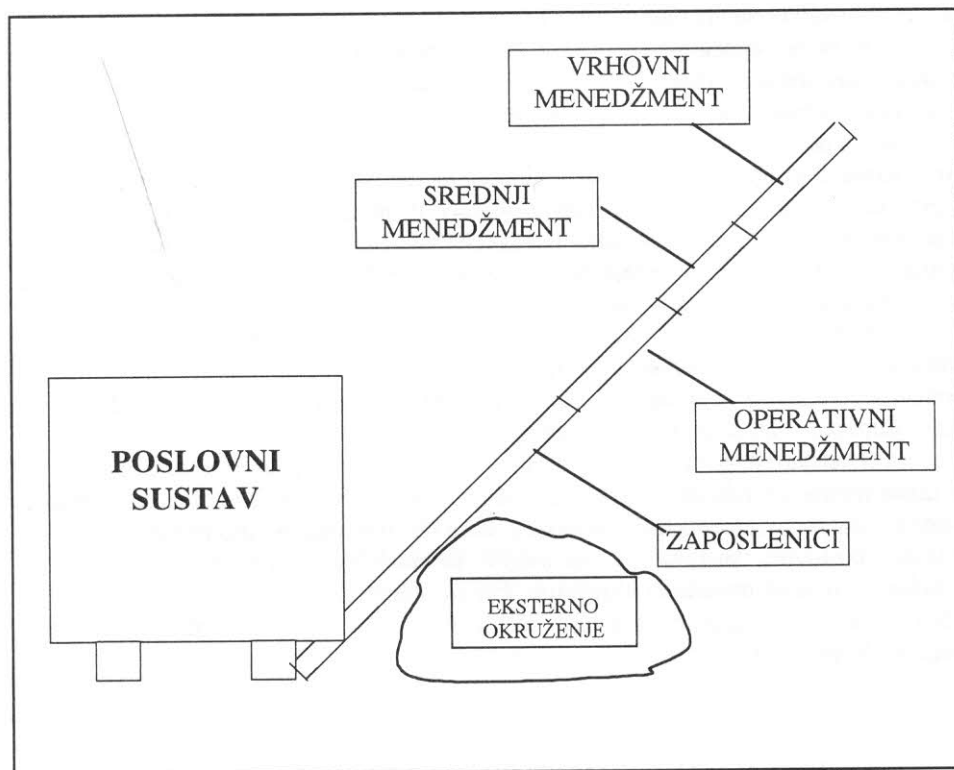 VRHOVNI
MENEDŽMENT
SREDNJI
MENEDŽMENT
OPERATIVNI
MENEDŽMENT
POSLOVNI
SUSTAV
ZAPOSLENICI
EKSTERNO
OKRUŽENJE